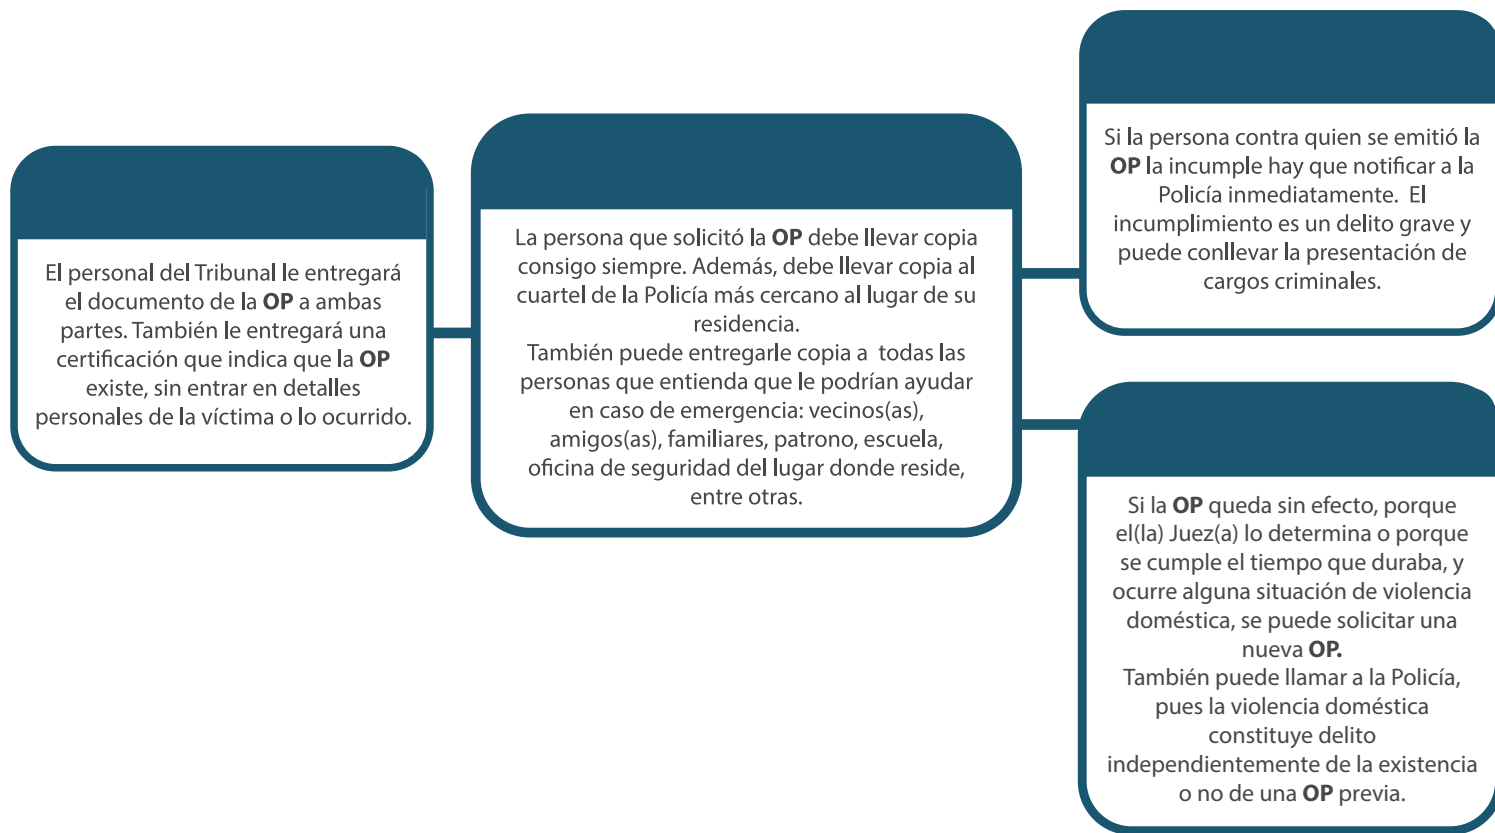 El personal del Tribunal le entregará
el documento de la OP a ambas
partes. También le entregará una
certificación que indica que la OP
existe, sin entrar en detalles
personales de la víctima o lo ocurrido.
La persona que solicitó la OP debe llevar copia
consigo siempre. Además, debe llevar copia al
cuartel de la Policía más cercano al lugar de su
residencia.
También puede entregarle copia a todas las
personas que entienda que le podrían ayudar
en caso de emergencia: vecinos(as),
amigos(as), familiares, patrono, escuela,
oficina de seguridad del lugar donde reside,
entre otras.
Si la persona contra quien se emitió la
OP la incumple hay que notificar a la
Policía inmediatamente. El
incumplimiento es un delito grave y
puede conllevar la presentación de
cargos criminales.
Si la OP queda sin efecto, porque
el(la) Juez(a) lo determina o porque
se cumple el tiempo que duraba, y
ocurre alguna situación de violencia
doméstica, se puede solicitar una
nueva OP.
También puede llamar a la Policía,
pues la violencia doméstica
constituye delito
independientemente de la existencia
o no de una OP previa.